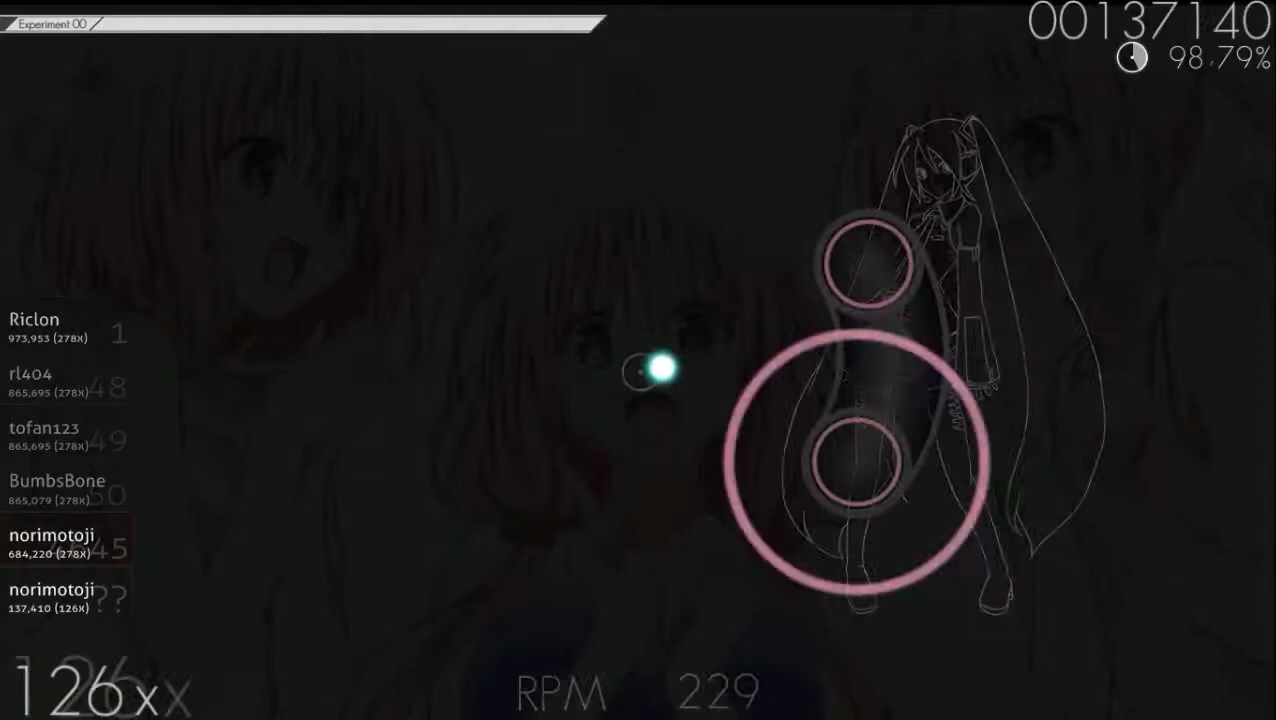 Experiment 00
00137140
98.79%
Riclon
973,953 (278x) 1
rl404
865,695 (278x) 48
tofan123
865,695 (278x) 49
BumbsBone
865,079 (278x) 50
norimotoji
684,220 (278x)
norimotoji
137,410 (126x) ??
126x
RPM 229